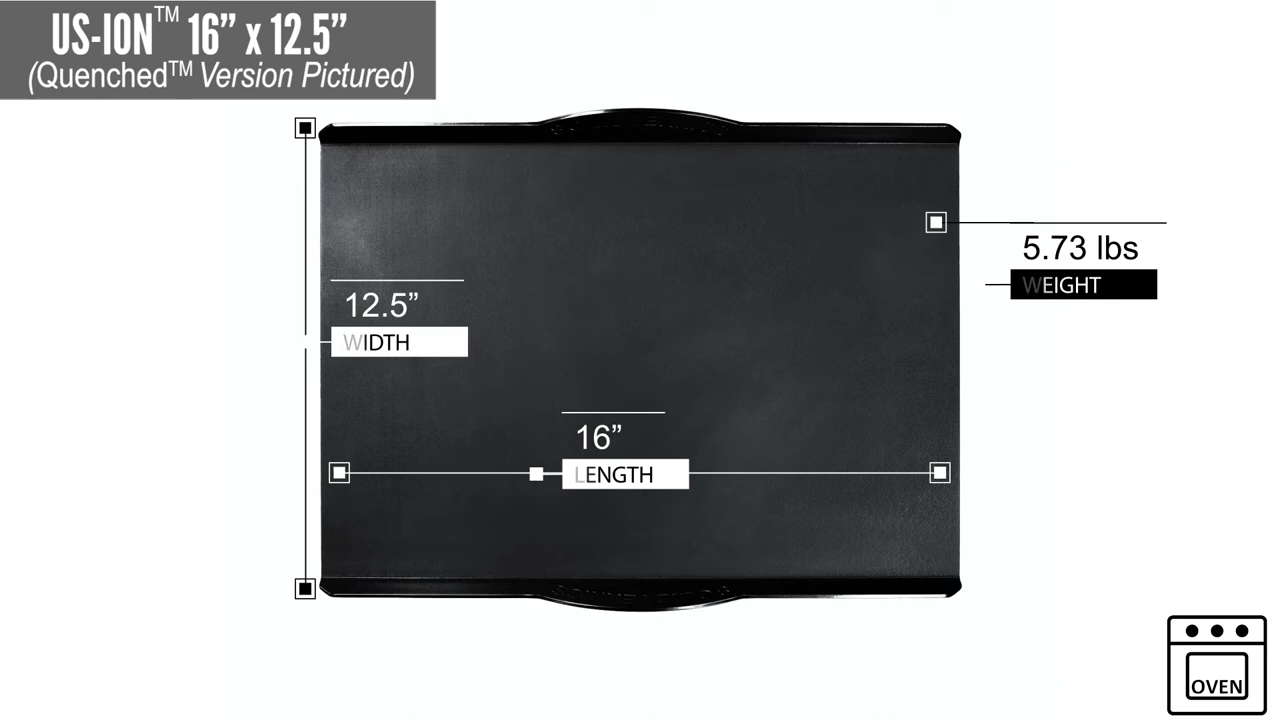 US-ION™ 16” x 12.5”
(Quenched™ Version Pictured)
5.73 lbs
WEIGHT
12.5”
WIDTH
16”
LENGTH
OVEN